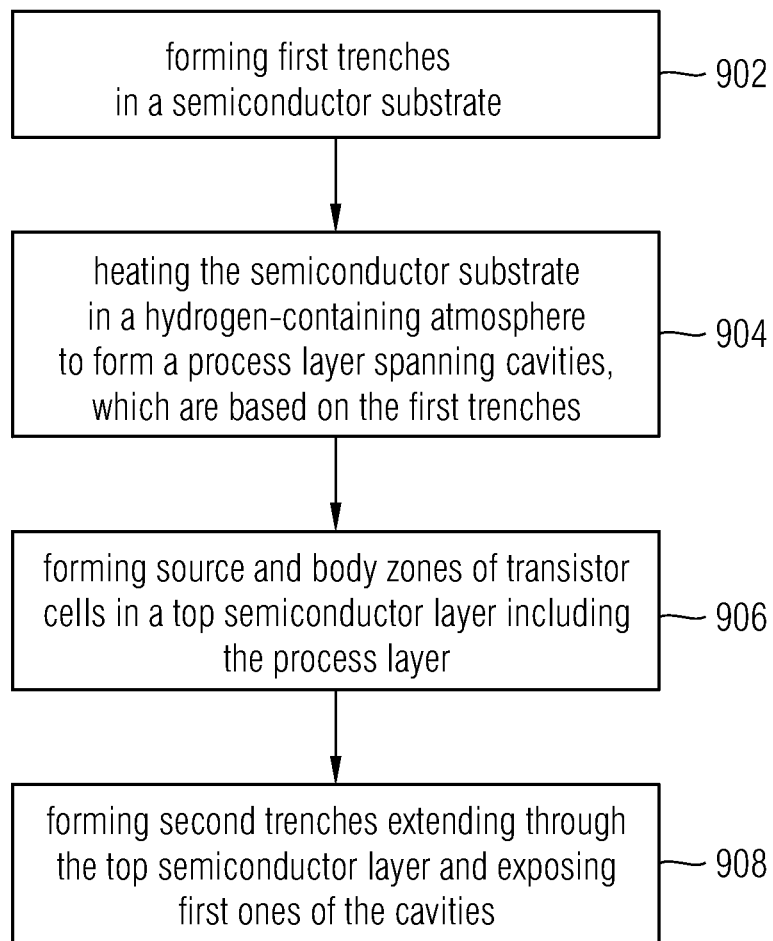 forming first trenches
in a semiconductor substrate
902
heating the semiconductor substrate
in a hydrogen-containing atmosphere
to form a process layer spanning cavities,
which are based on the first trenches
904
forming source and body zones of transistor
cells in a top semiconductor layer including
the process layer
906
forming second trenches extending through
the top semiconductor layer and exposing
first ones of the cavities
908